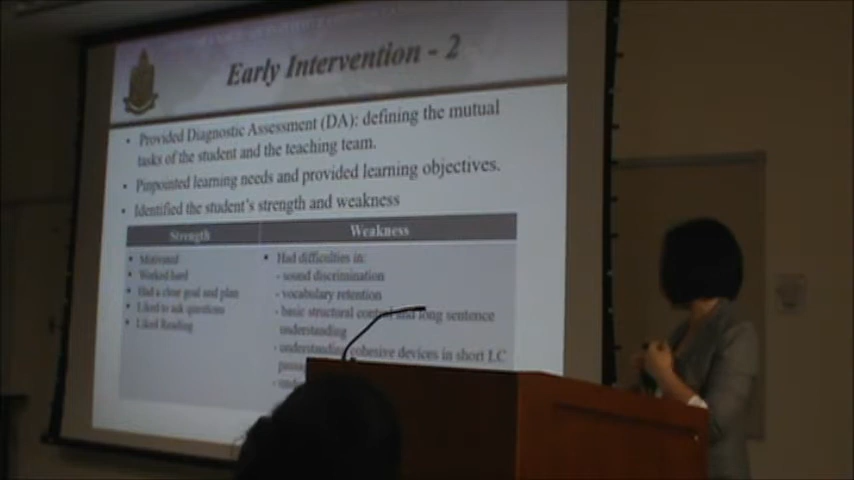 Early Intervention - 2
• Provided Diagnostic Assessment (DA): defining the mutual
tasks of the student and the teaching team.
• Pinpointed learning needs and provided learning objectives.
• Identified the student's strength and weakness
Strength
Weakness
• Motivated
• Worked hard
• Had a clear goal and plan
• Liked to ask questions
• Liked Reading
• Had difficulties in:
- sound discrimination
- vocabulary retention
- basic structural control and long sentence
understanding
- understanding cohesive devices in short LC